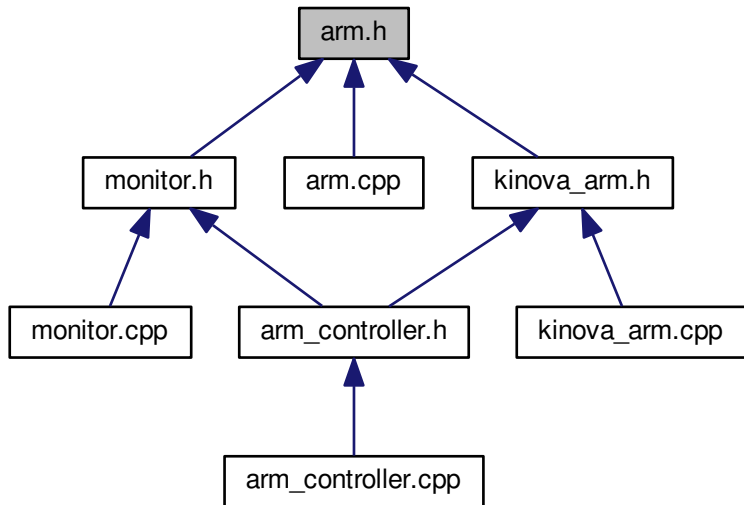 arm.h
monitor.h
arm.cpp
kinova_arm.h
monitor.cpp
arm_controller.h
kinova_arm.cpp
arm_controller.cpp